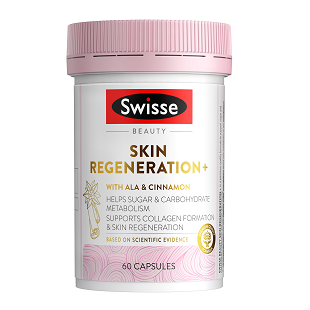 Swisse
BEAUTY
SKIN
REGENERATION+
WITH ALA & CINNAMON
HELPS SUGAR & CARBOHYDRATE
METABOLISM
SUPPORTS COLLAGEN FORMATION
& SKIN REGENERATION
BASED ON SCIENTIFIC EVIDENCE
60 CAPSULES